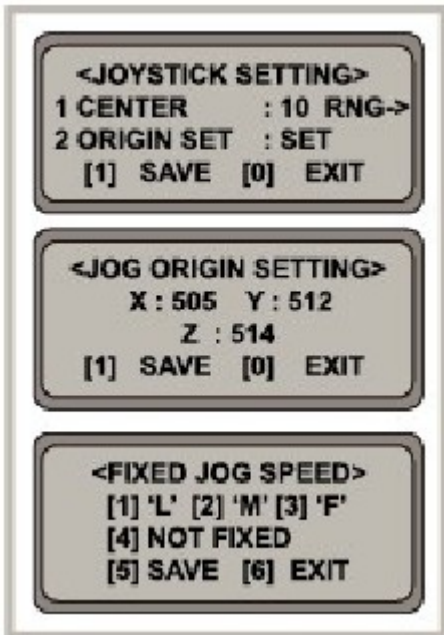 <JOYSTICK SETTING>
1 CENTER : 10 RNG->
2 ORIGIN SET : SET
[1] SAVE [0] EXIT
<JOG ORIGIN SETTING>
X : 505 Y : 512
Z : 514
[1] SAVE [0] EXIT
<FIXED JOG SPEED>
[1] 'L' [2] 'M' [3] 'F'
[4] NOT FIXED
[5] SAVE [6] EXIT